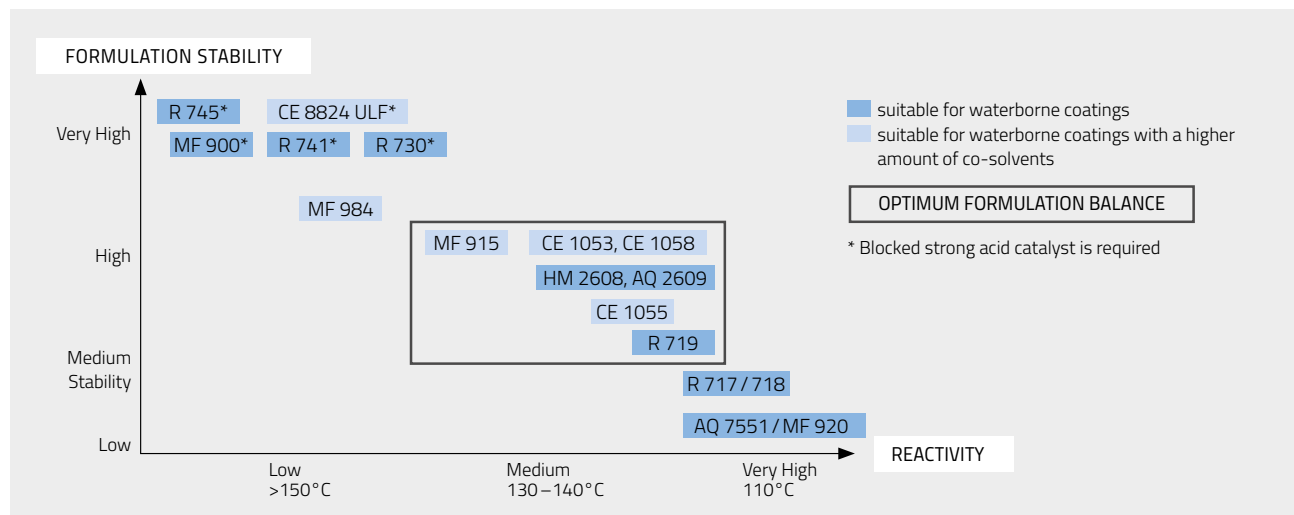 FORMULATION STABILITY
R 745*
CE 8824 ULF*
Very High
MF 900*
R 741*
R 730*
MF 984
High
MF 915
CE 1053, CE 1058
HM 2608, AQ 2609
CE 1055
R 719
Medium
Stability
R 717 / 718
AQ 7551 / MF 920
Low
REACTIVITY
Low
>150°C
Medium
130–140°C
Very High
110°C
suitable for waterborne coatings
suitable for waterborne coatings with a higher
amount of co-solvents
OPTIMUM FORMULATION BALANCE
* Blocked strong acid catalyst is required